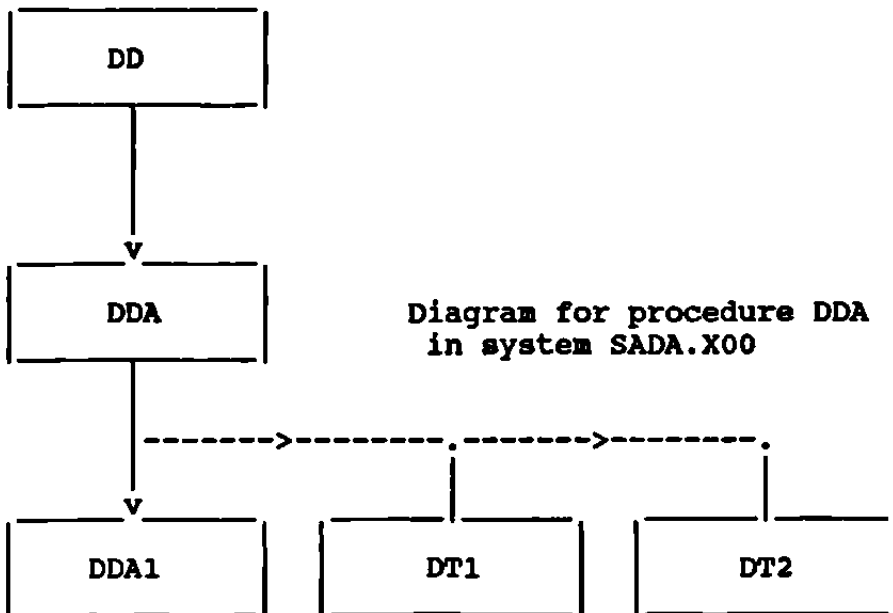 DD
DDA
Diagram for procedure DDA
in system SADA.X00
DDA1 DT1 DT2